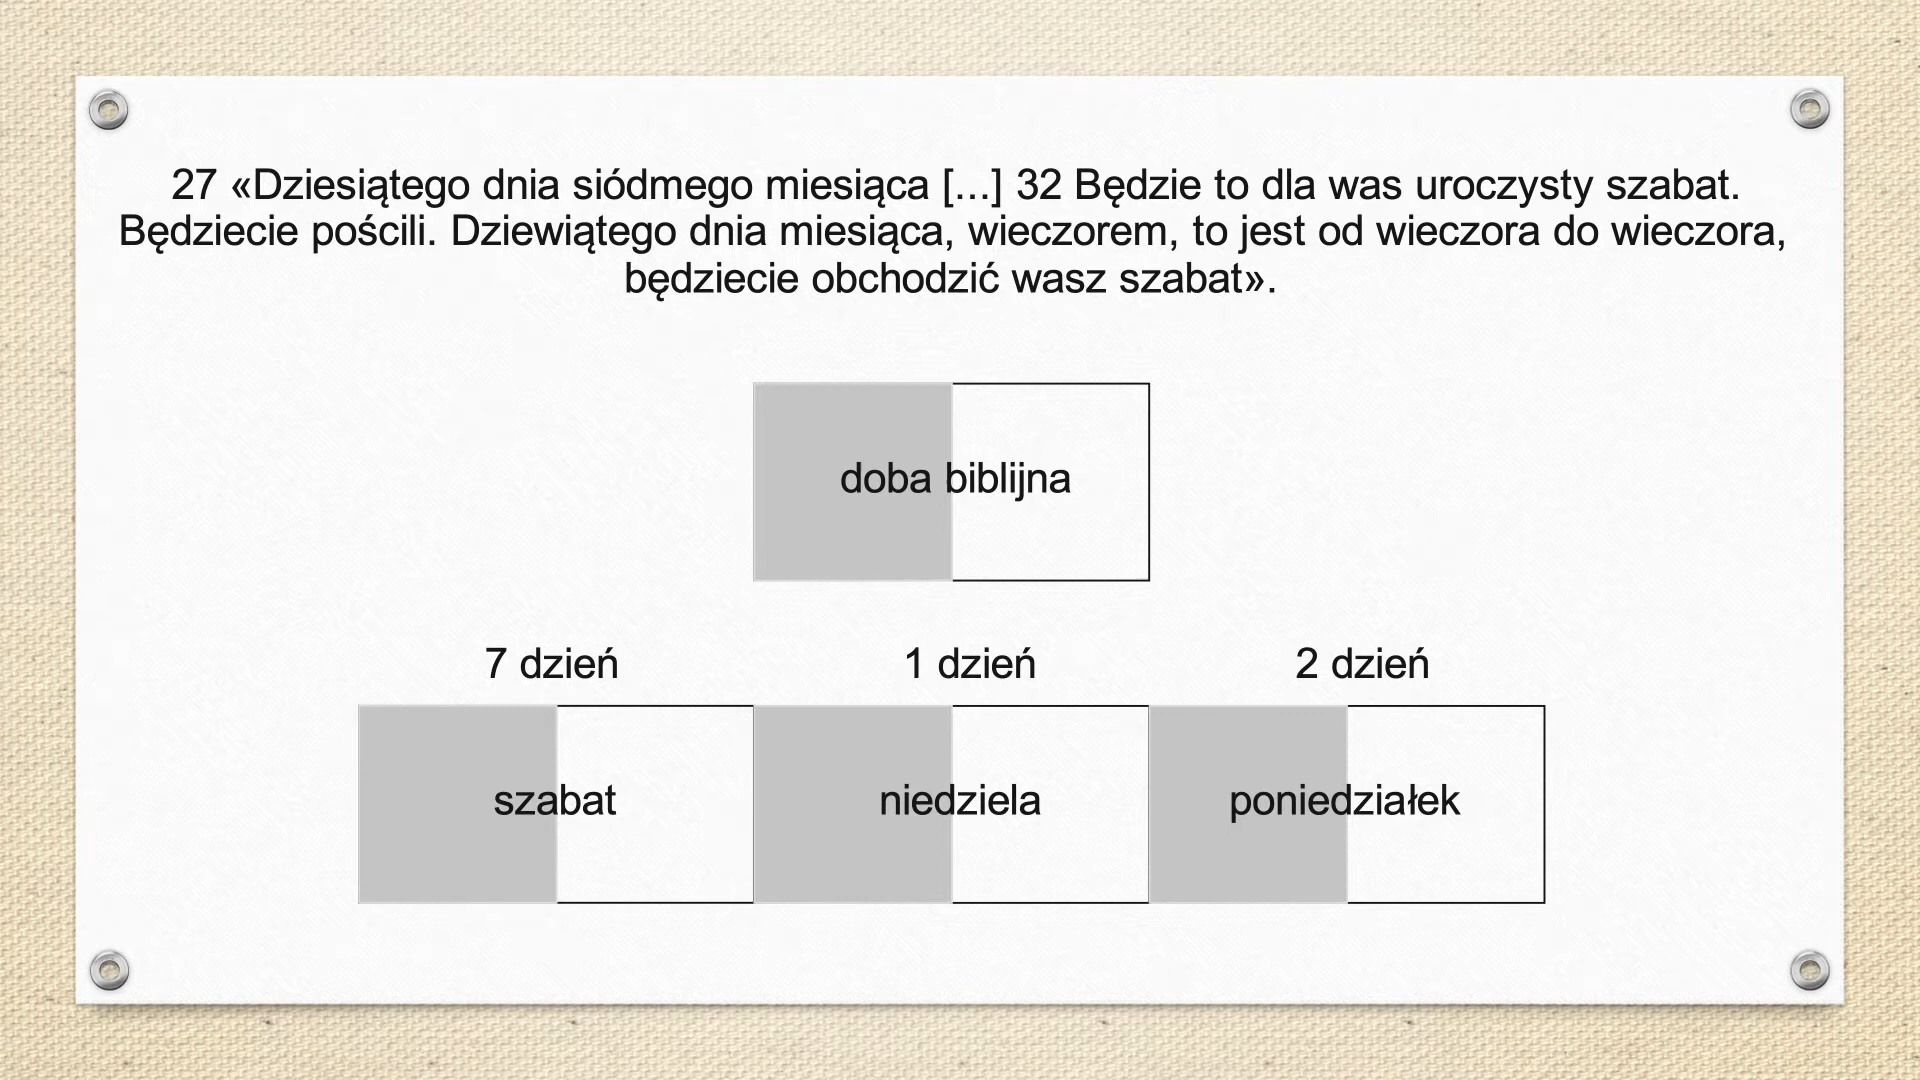 27 «Dziesiątego dnia siódmego miesiąca [...] 32 Będzie to dla was uroczysty szabat.
Będziecie pościli. Dziewiątego dnia miesiąca, wieczorem, to jest od wieczora do wieczora,
będziecie obchodzić wasz szabat».
doba biblijna
7 dzień
1 dzień
2 dzień
szabat
niedziela
poniedziałek